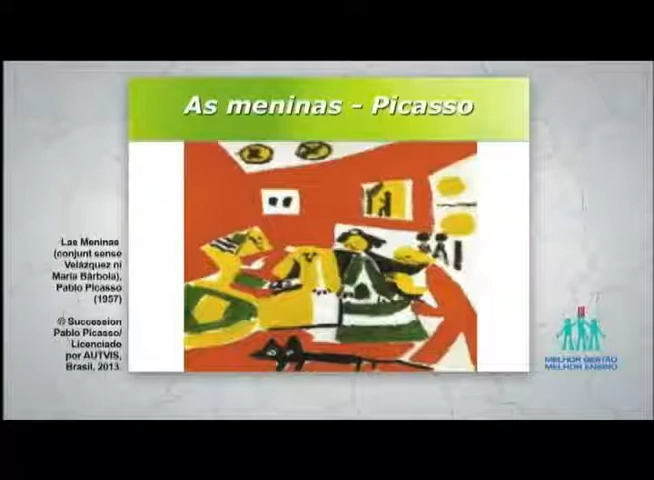 As meninas - Picasso
Las Meninas
(conjunt sense
Velázquez ni
Maria Bàrbola),
Pablo Picasso
(1957)
© Succession
Pablo Picasso/
Licenciado
por AUTVIS,
Brasil, 2013.
MELHOR GESTÃO
MELHOR ENSINO